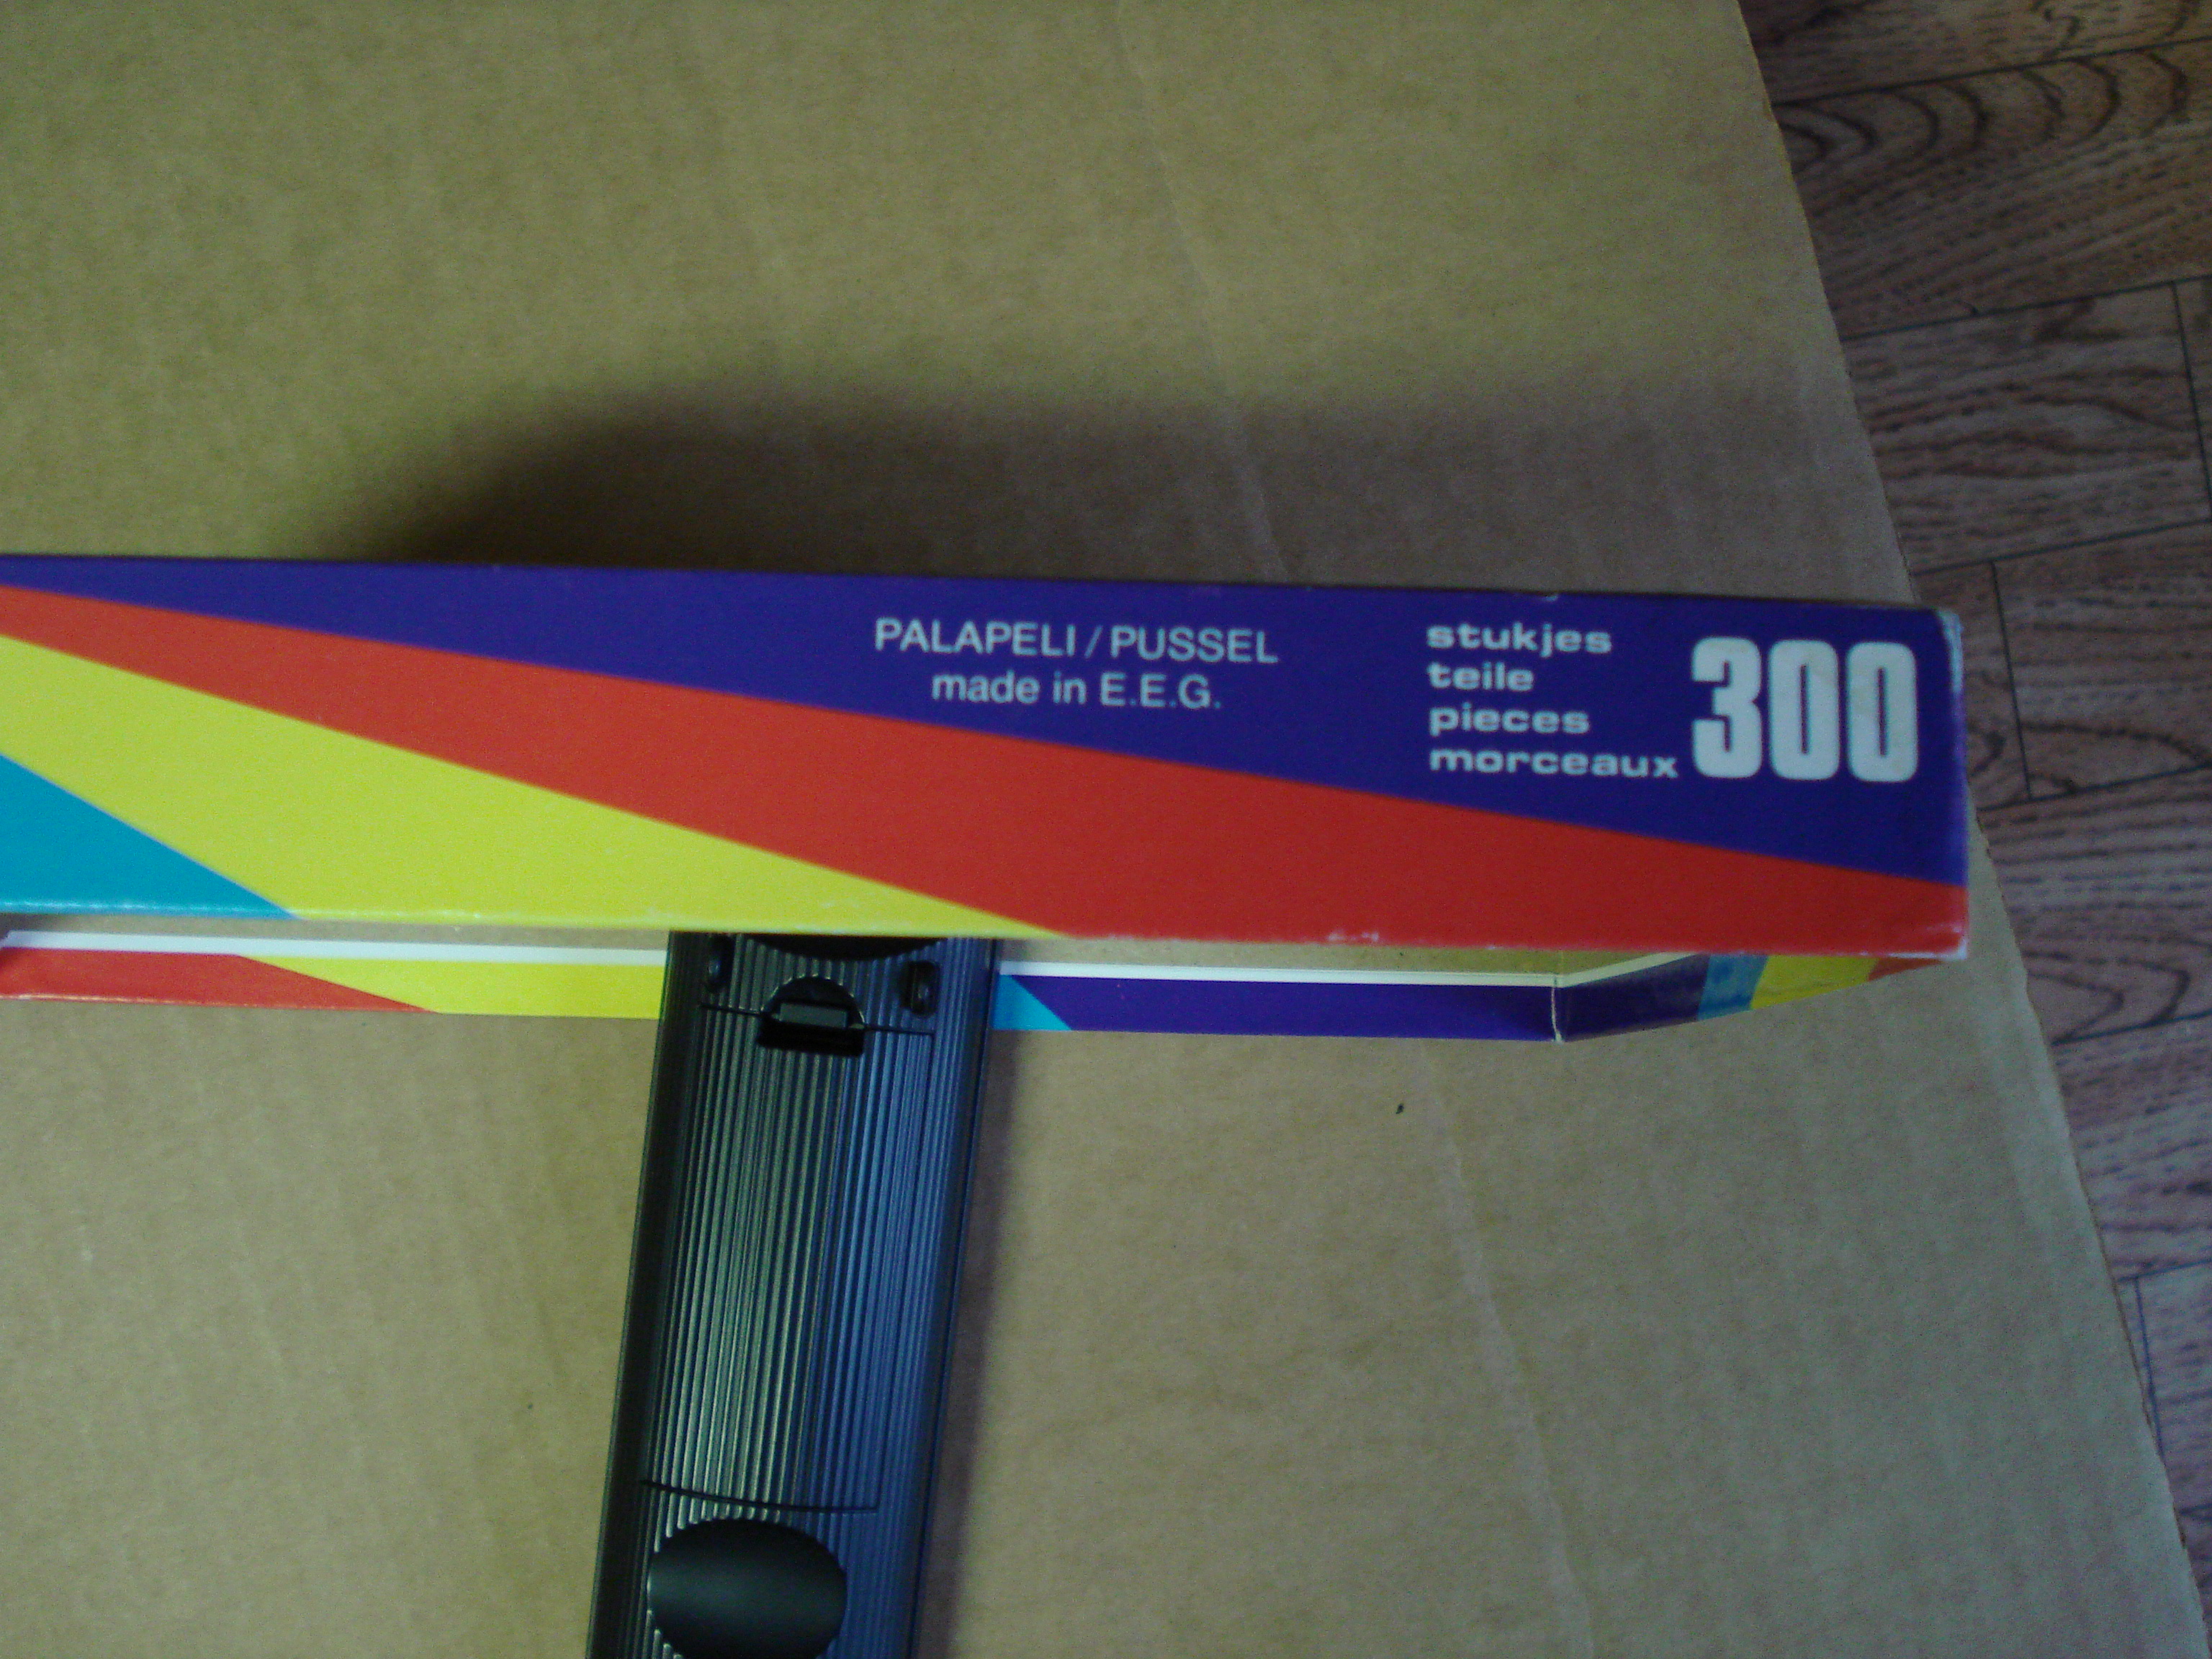 PALAPELI / PUSSEL
made in E.E.G.
stukjes
teile
pieces
morceaux
300